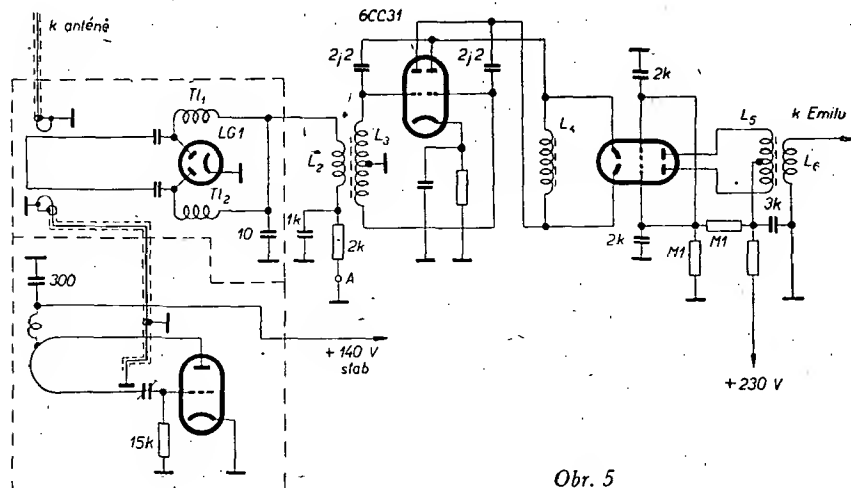 k anténě
6CC31
2j2
2j2
Tl₁
LG1
Tl₂
L₂
L₃
1k
10
2k
A
300
+140 V
stab
15k
L₄
2k
2k
L₅
L₆
k Emilu
3k
M1
M1
+230 V
Obr. 5